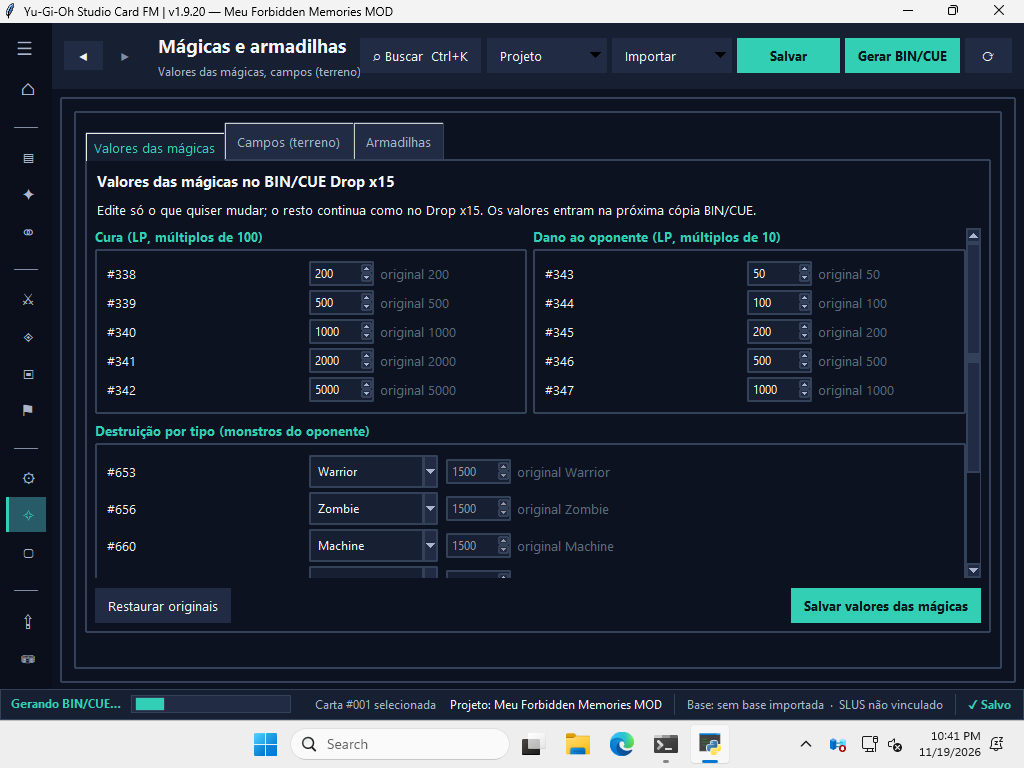 Yu-Gi-Oh Studio Card FM | v1.9.20 — Meu Forbidden Memories MOD
Mágicas e armadilhas
Valores das mágicas, campos (terreno)
Buscar Ctrl+K
Projeto
Importar
Salvar
Gerar BIN/CUE
Valores das mágicas
Campos (terreno)
Armadilhas
Valores das mágicas no BIN/CUE Drop x15
Edite só o que quiser mudar; o resto continua como no Drop x15. Os valores entram na próxima cópia BIN/CUE.
Cura (LP, múltiplos de 100)
#338 200 original 200
#339 500 original 500
#340 1000 original 1000
#341 2000 original 2000
#342 5000 original 5000
Dano ao oponente (LP, múltiplos de 10)
#343 50 original 50
#344 100 original 100
#345 200 original 200
#346 500 original 500
#347 1000 original 1000
Destruição por tipo (monstros do oponente)
#653 Warrior 1500 original Warrior
#656 Zombie 1500 original Zombie
#660 Machine 1500 original Machine
Restaurar originais
Salvar valores das mágicas
Gerando BIN/CUE...
Carta #001 selecionada
Projeto: Meu Forbidden Memories MOD
Base: sem base importada · SLUS não vinculado
✓ Salvo
Search
10:41 PM
11/19/2026